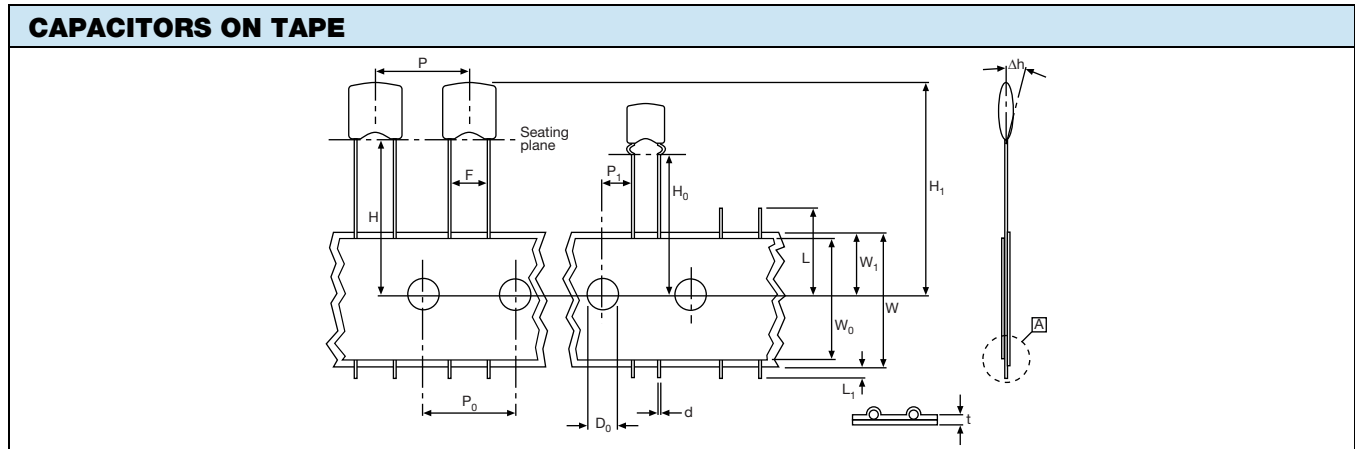 CAPACITORS ON TAPE
P
Δh
Seating
plane
F
P1
H
H0
H1
L
W1
W
W0
A
L1
P0
D0
d
t